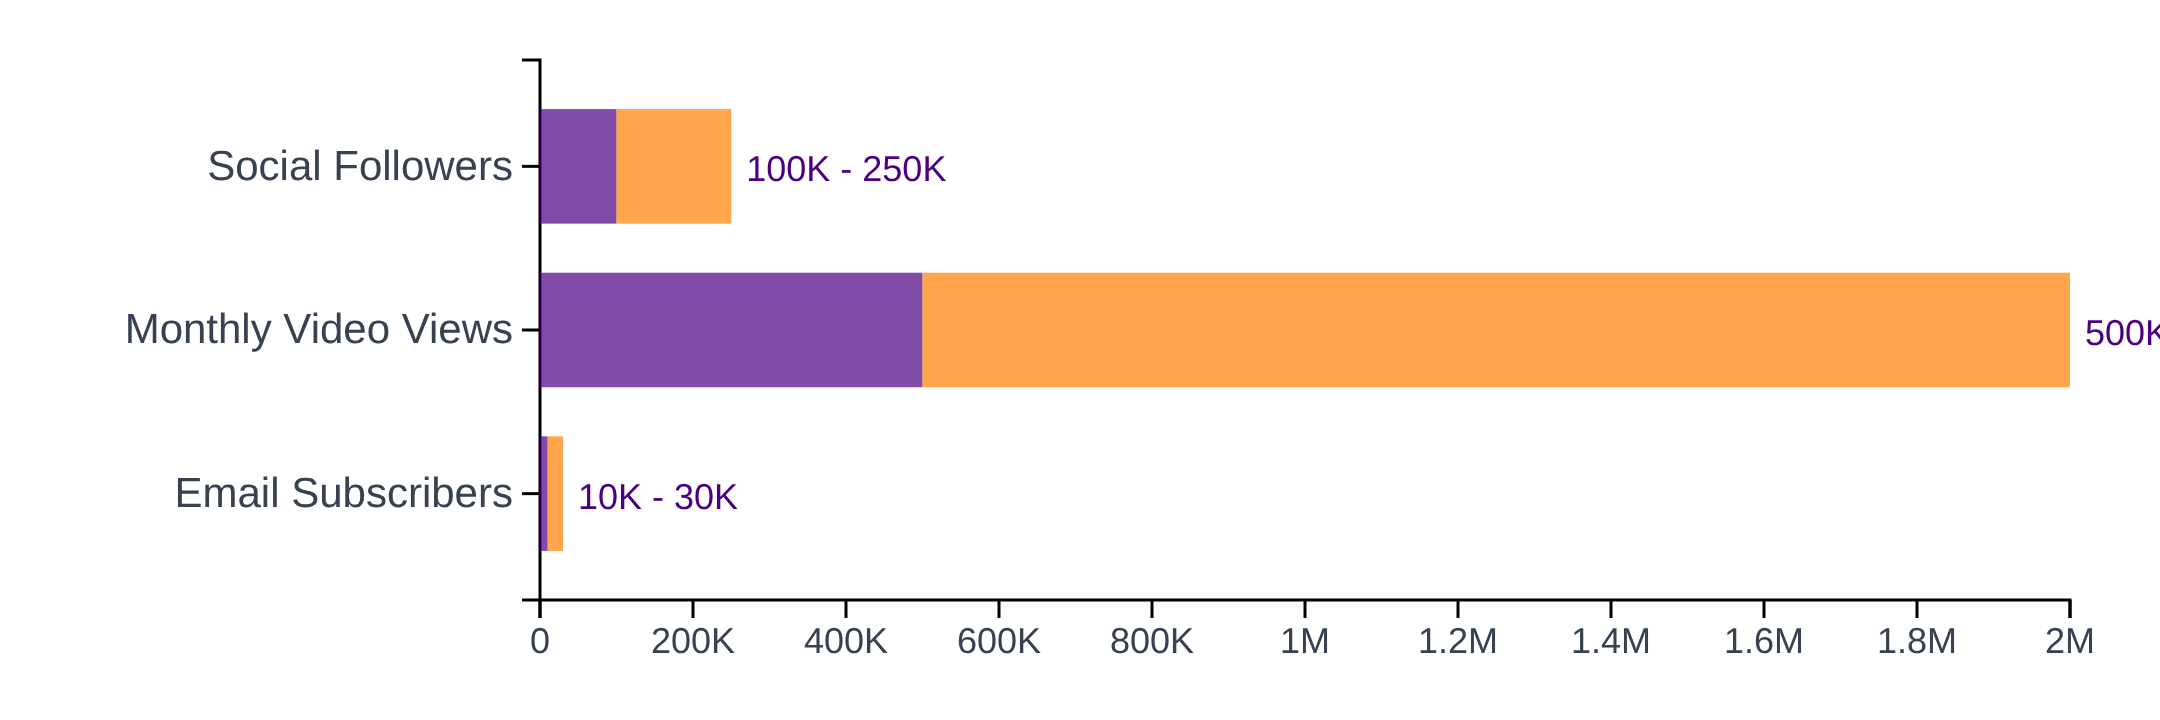 Social Followers
100K - 250K
Monthly Video Views
500K
Email Subscribers
10K - 30K
0 200K 400K 600K 800K 1M 1.2M 1.4M 1.6M 1.8M 2M